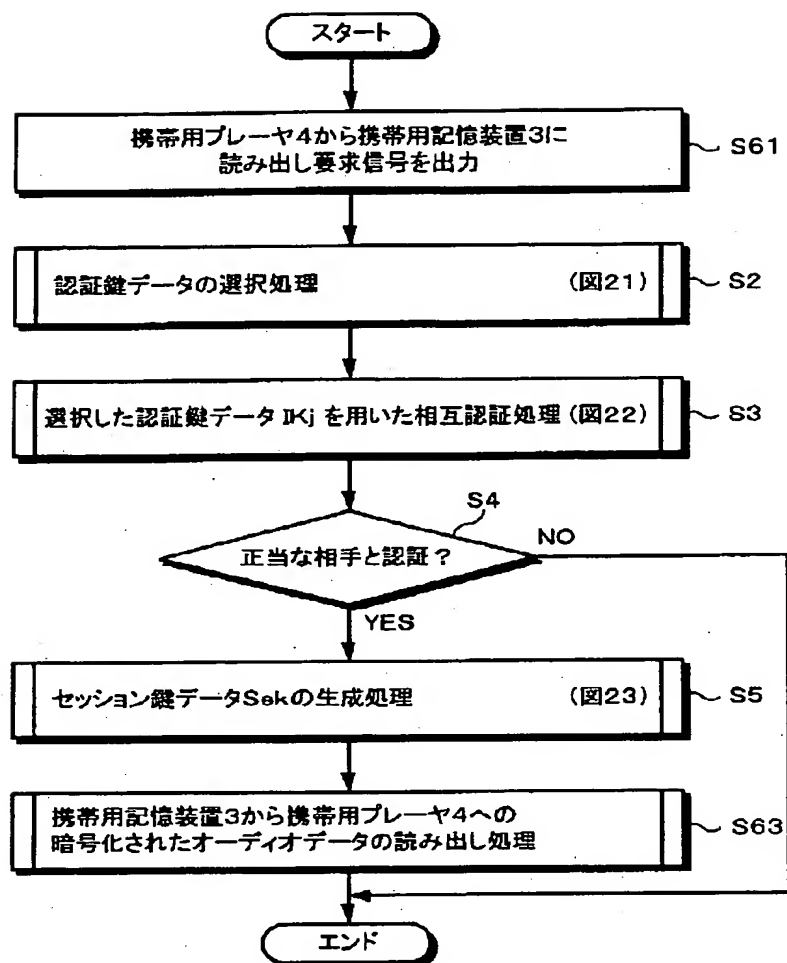 スタート
携帯用プレーヤ4から携帯用記憶装置3に
読み出し要求信号を出力
S61
認証鍵データの選択処理 (図21)
S2
選択した認証鍵データ IKj を用いた相互認証処理(図22)
S3
S4
正当な相手と認証?
NO
YES
セッション鍵データSekの生成処理 (図23)
S5
携帯用記憶装置3から携帯用プレーヤ4への
暗号化されたオーディオデータの読み出し処理
S63
エンド